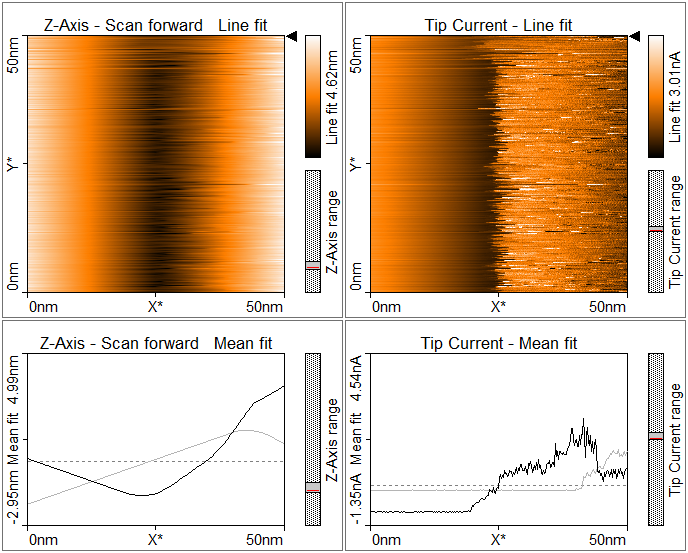 Z-Axis - Scan forward Line fit
50nm
Y*
0nm
0nm
X*
50nm
Line fit 4.62nm
Z-Axis range
Tip Current - Line fit
50nm
Y*
0nm
0nm
X*
50nm
Line fit 3.01nA
Tip Current range
Z-Axis - Scan forward Mean fit
-2.95nm Mean fit 4.99nm
0nm
X*
50nm
Z-Axis range
Tip Current - Mean fit
-1.35nA Mean fit 4.54nA
0nm
X*
50nm
Tip Current range